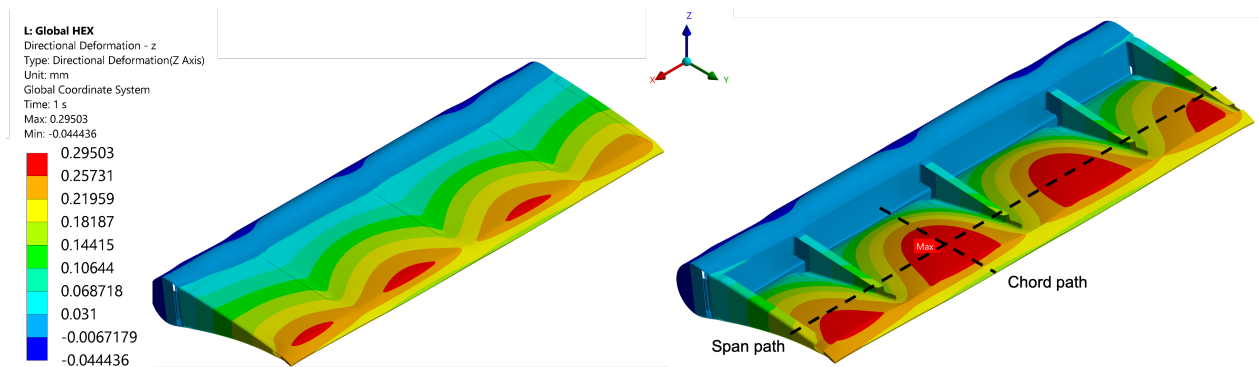 L: Global HEX
Directional Deformation - z
Type: Directional Deformation(Z Axis)
Unit: mm
Global Coordinate System
Time: 1 s
Max: 0.29503
Min: -0.044436
0.29503
0.25731
0.21959
0.18187
0.14415
0.10644
0.068718
0.031
-0.0067179
-0.044436
Z
X
Y
Max
Chord path
Span path